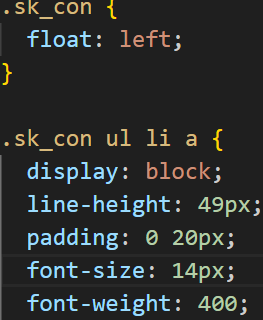 .sk_con {
float: left;
}
.sk_con ul li a {
display: block;
line-height: 49px;
padding: 0 20px;
font-size: 14px;
font-weight: 400;